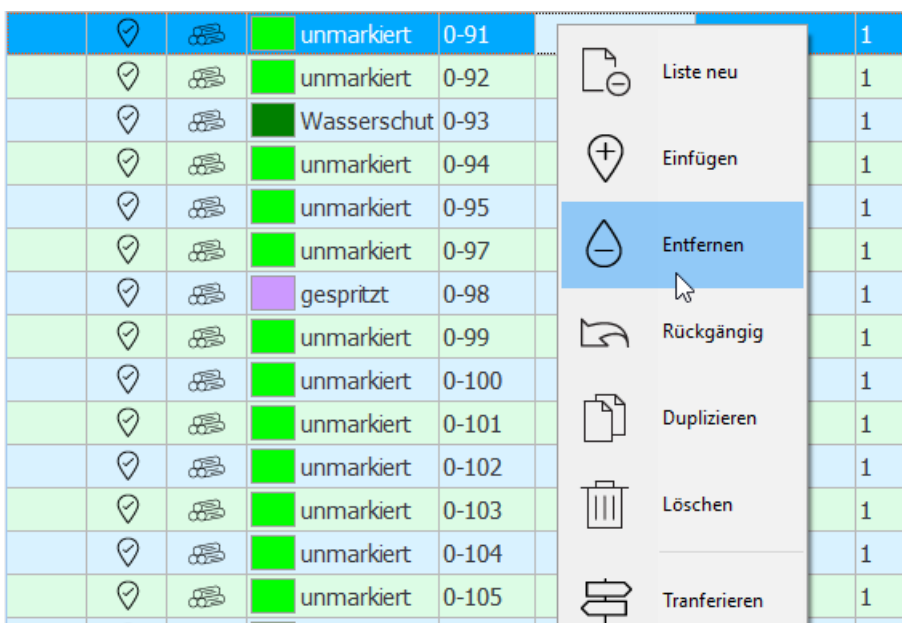 unmarkiert 0-91 1
unmarkiert 0-92 1
Wasserschut 0-93 1
unmarkiert 0-94 1
unmarkiert 0-95 1
unmarkiert 0-97 1
gespritzt 0-98 1
unmarkiert 0-99 1
unmarkiert 0-100 1
unmarkiert 0-101 1
unmarkiert 0-102 1
unmarkiert 0-103 1
unmarkiert 0-104 1
unmarkiert 0-105 1
Liste neu
Einfügen
Entfernen
Rückgängig
Duplizieren
Löschen
Tranferieren